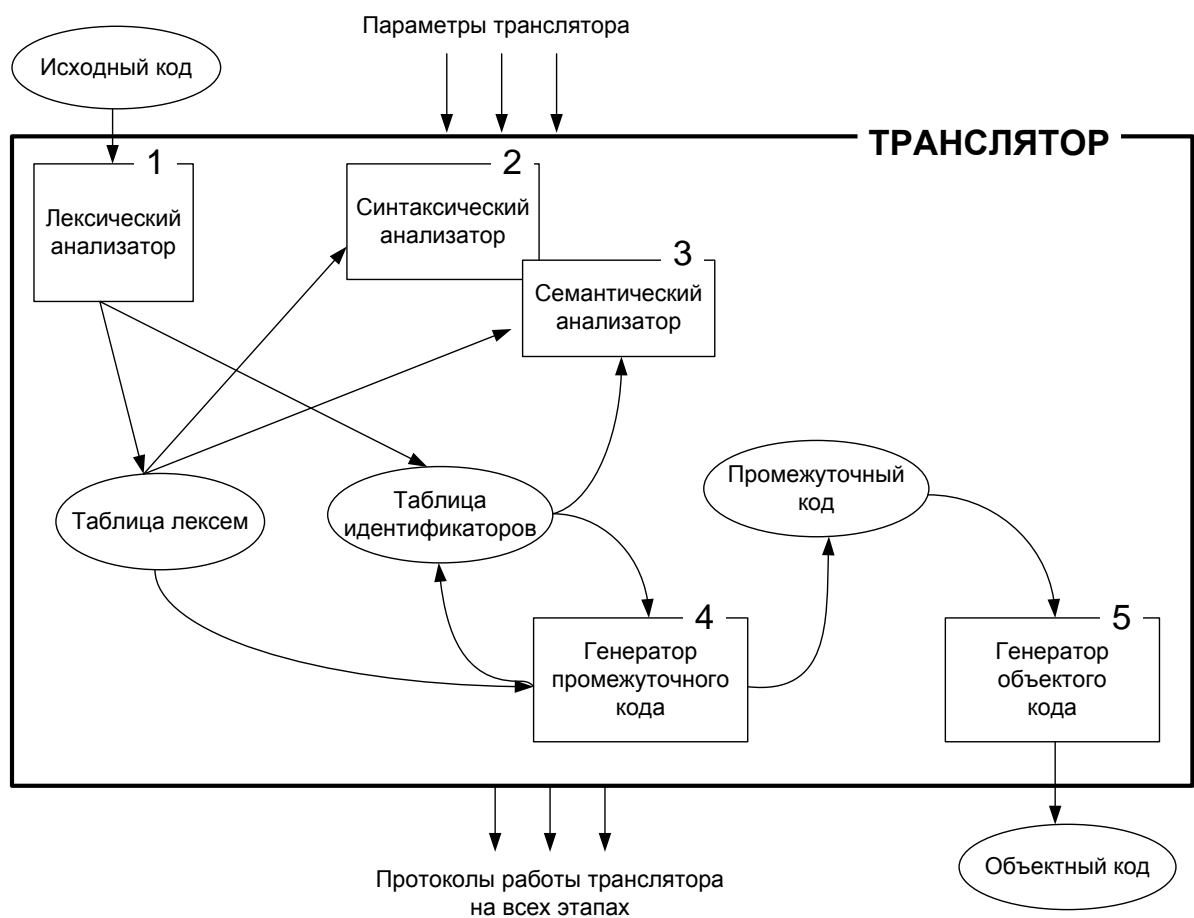 Параметры транслятора
Исходный код
ТРАНСЛЯТОР
1
Лексический
анализатор
2
Синтаксический
анализатор
3
Семантический
анализатор
Таблица лексем
Таблица
идентификаторов
Промежуточный
код
4
Генератор
промежуточного
кода
5
Генератор
объектого
кода
Протоколы работы транслятора
на всех этапах
Объектный код